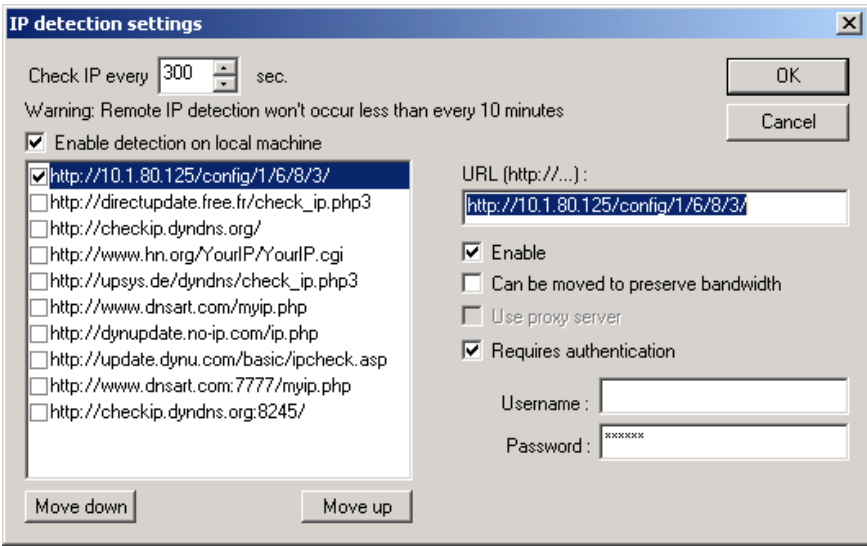 IP detection settings
Check IP every 300 sec.
OK
Warning: Remote IP detection won't occur less than every 10 minutes
Cancel
Enable detection on local machine
http://10.1.80.125/config/1/6/8/3/
http://directupdate.free.fr/check_ip.php3
http://checkip.dyndns.org/
http://www.hn.org/YourIP/YourIP.cgi
http://upsys.de/dyndns/check_ip.php3
http://www.dnsart.com/myip.php
http://dynupdate.no-ip.com/ip.php
http://update.dynu.com/basic/ipcheck.asp
http://www.dnsart.com:7777/myip.php
http://checkip.dyndns.org:8245/
Move down
Move up
URL (http://...) :
http://10.1.80.125/config/1/6/8/3/
Enable
Can be moved to preserve bandwidth
Use proxy server
Requires authentication
Username :
Password : ××××××